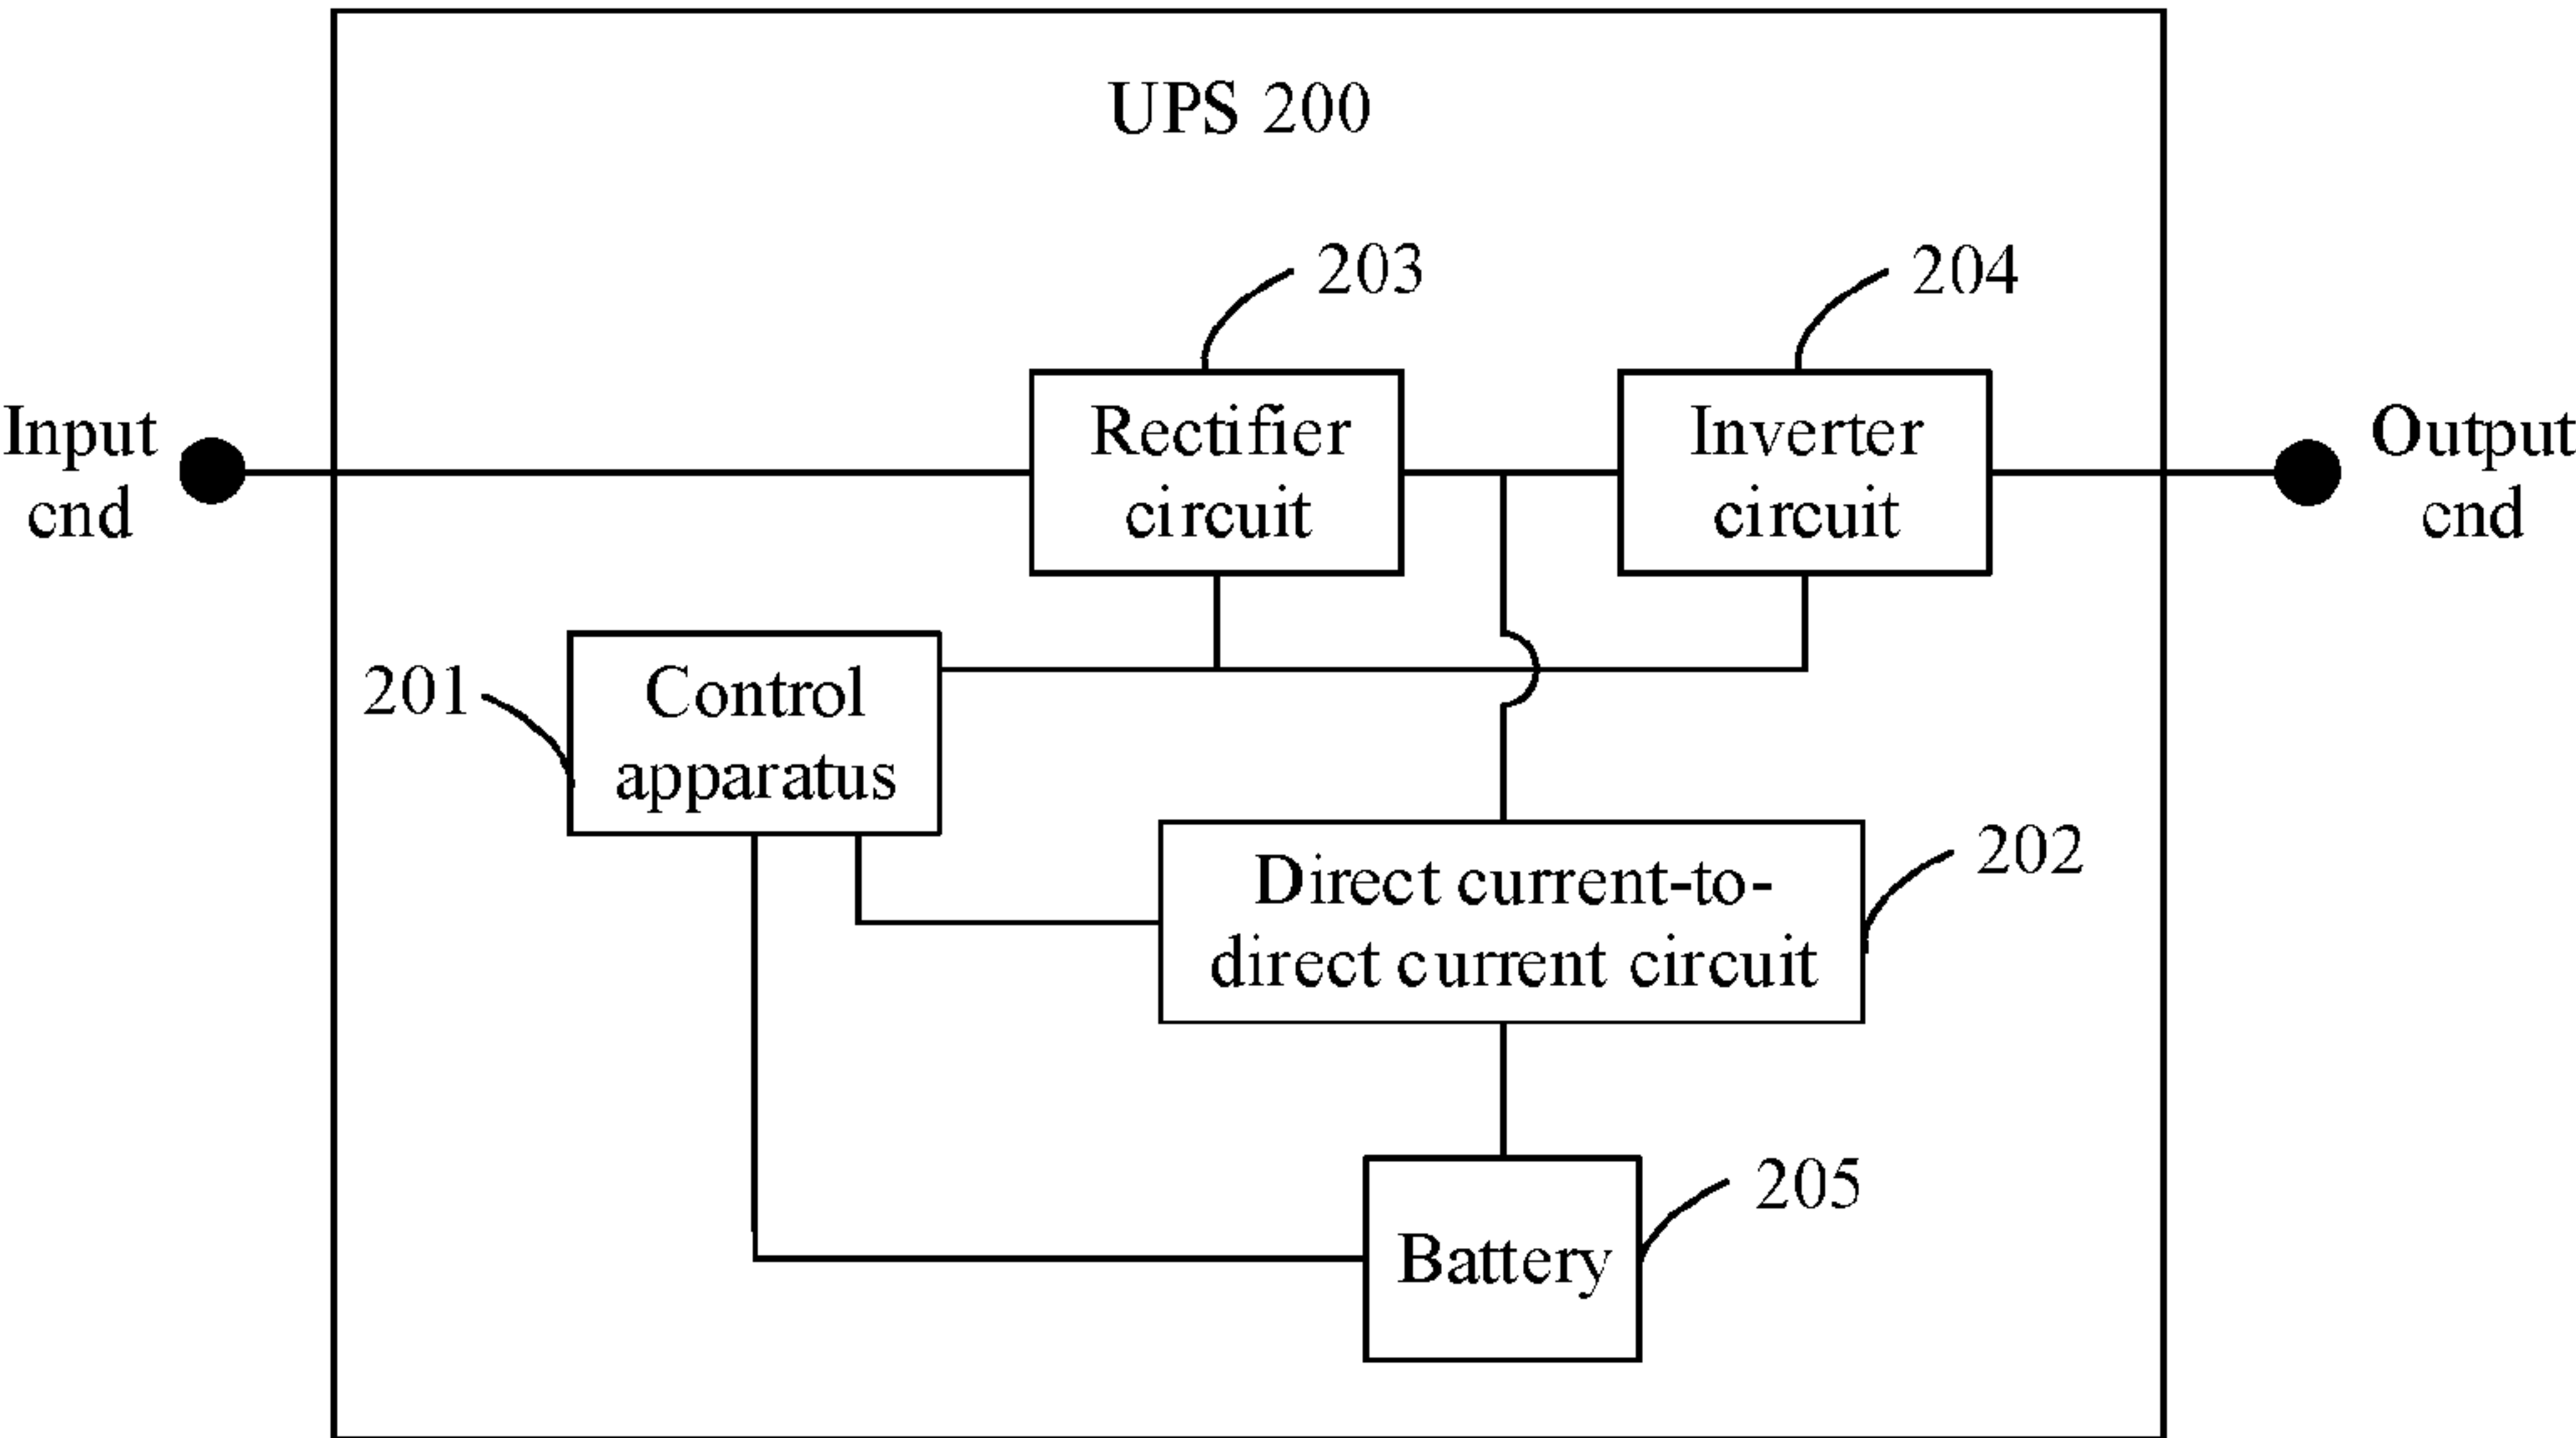 UPS 200
203
204
Input
cnd
Rectifier
circuit
Inverter
circuit
Output
cnd
201
Control
apparatus
202
Direct current-to-
direct current circuit
205
Battery